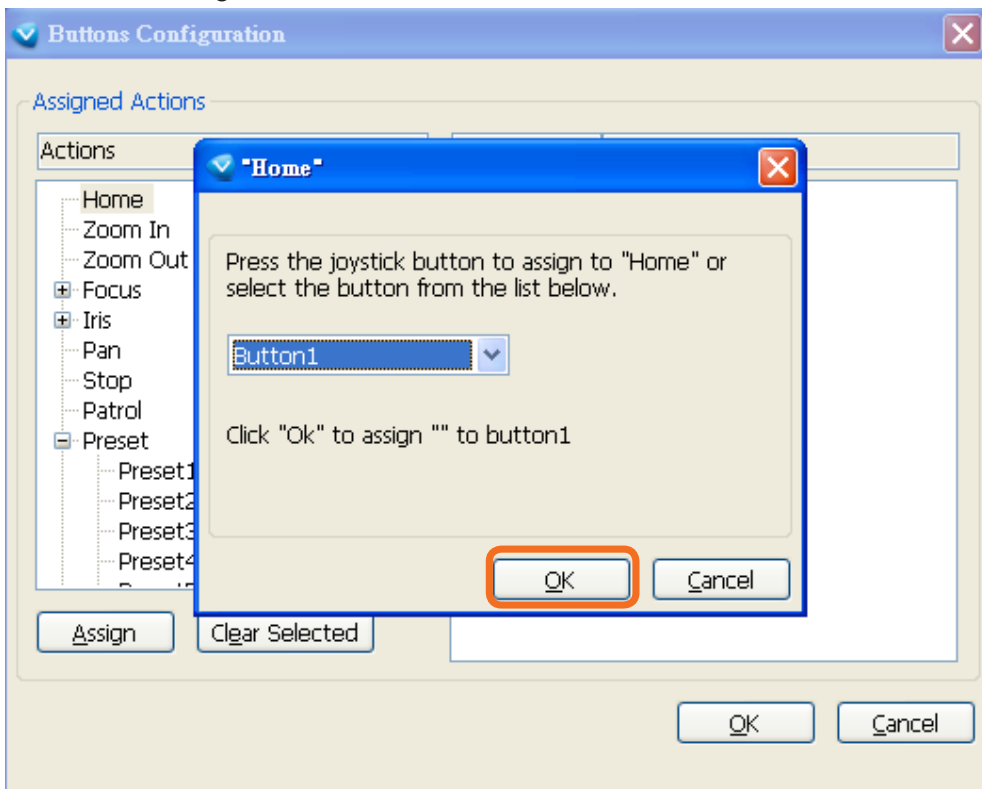 Buttons Configuration
Assigned Actions
Actions
"Home"
Home
Zoom In
Zoom Out
Focus
Iris
Pan
Stop
Patrol
Preset
Preset1
Preset2
Preset3
Preset4
Press the joystick button to assign to "Home" or
select the button from the list below.
Button1
Click "Ok" to assign "" to button1
OK
Cancel
Assign
Clear Selected
OK
Cancel